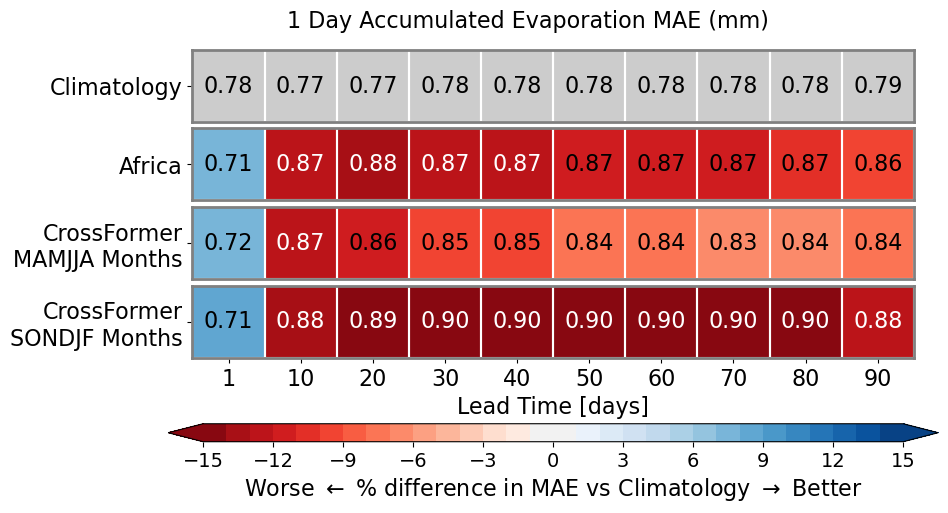 1 Day Accumulated Evaporation MAE (mm)
Climatology 0.78 0.77 0.77 0.78 0.78 0.78 0.78 0.78 0.78 0.79
Africa 0.71 0.87 0.88 0.87 0.87 0.87 0.87 0.87 0.87 0.86
CrossFormer
MAMJJA Months 0.72 0.87 0.86 0.85 0.85 0.84 0.84 0.83 0.84 0.84
CrossFormer
SONDJF Months 0.71 0.88 0.89 0.90 0.90 0.90 0.90 0.90 0.90 0.88
1 10 20 30 40 50 60 70 80 90
Lead Time [days]
−15 −12 −9 −6 −3 0 3 6 9 12 15
Worse ← % difference in MAE vs Climatology → Better